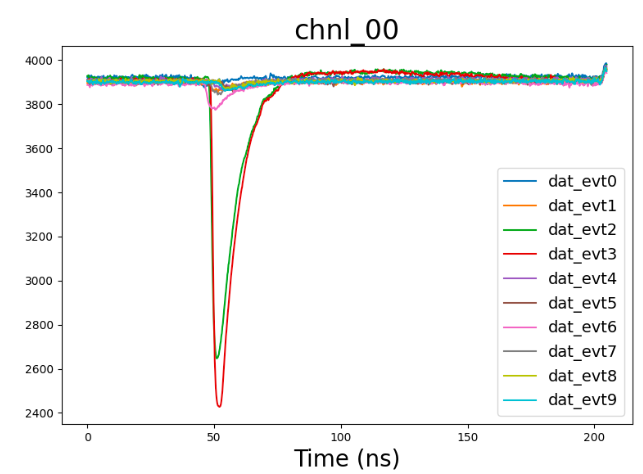 chnl_00
4000
3800
3600
3400
3200
3000
2800
2600
2400
dat_evt0
dat_evt1
dat_evt2
dat_evt3
dat_evt4
dat_evt5
dat_evt6
dat_evt7
dat_evt8
dat_evt9
0 50 100 150 200
Time (ns)